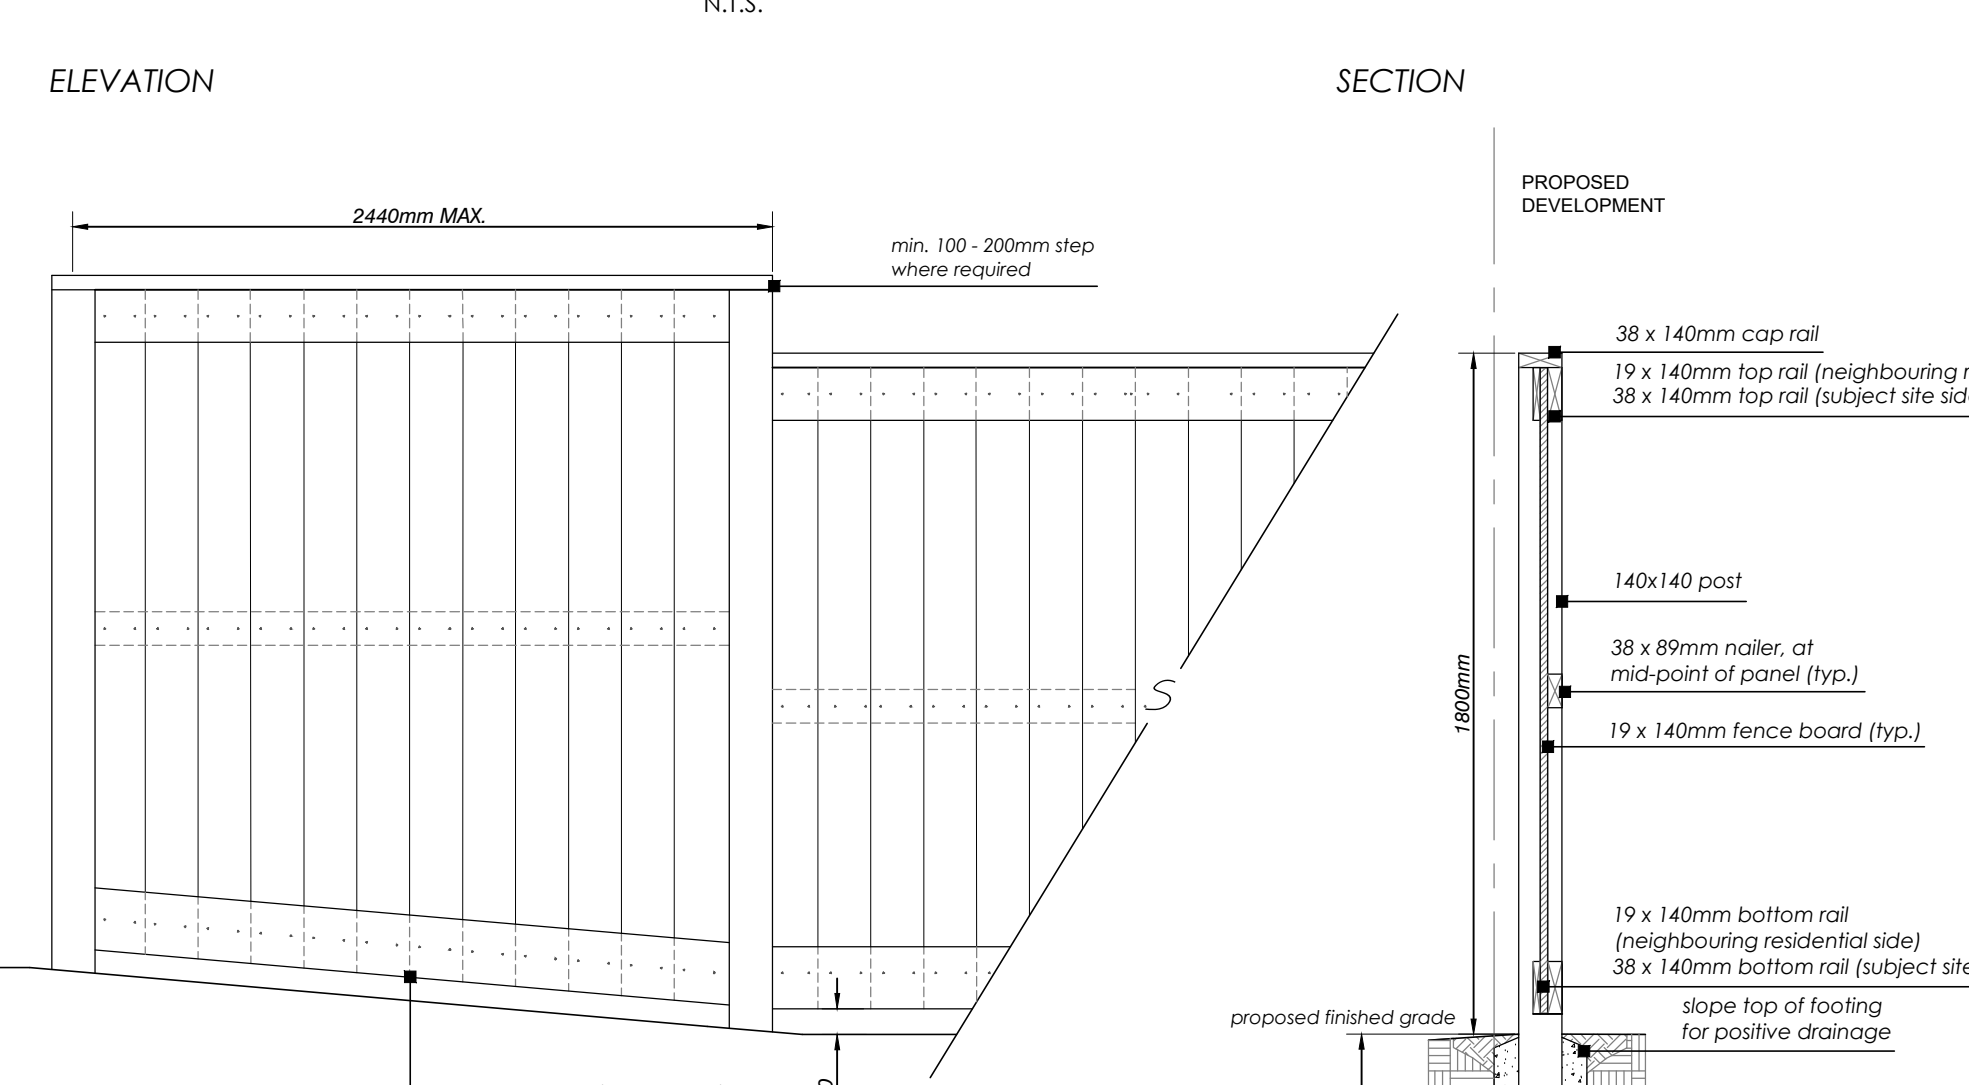 N.T.S.
ELEVATION
SECTION
PROPOSED
DEVELOPMENT
2440mm MAX.
min. 100 - 200mm step
where required
38 x 140mm cap rail
19 x 140mm top rail (neighbouring
38 x 140mm top rail (subject site
140x140 post
38 x 89mm nailer, at
mid-point of panel (typ.)
1800mm
19 x 140mm fence board (typ.)
S
19 x 140mm bottom rail
(neighbouring residential side)
38 x 140mm bottom rail (subject site
slope top of footing
for positive drainage
proposed finished grade